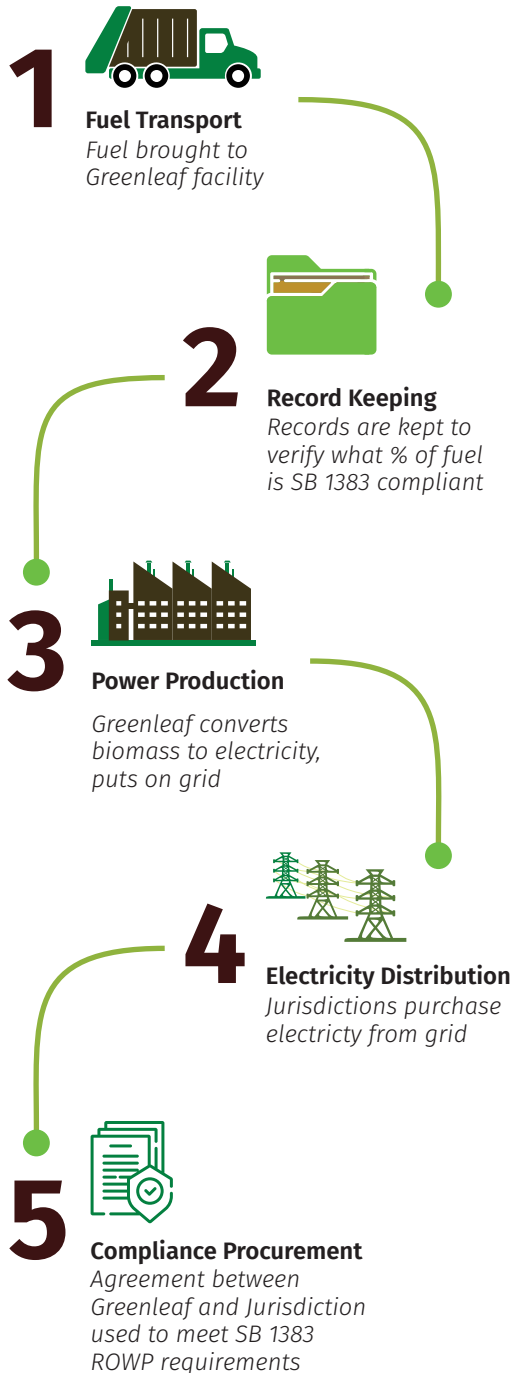 1
Fuel Transport
Fuel brought to
Greenleaf facility
2
Record Keeping
Records are kept to
verify what % of fuel
is SB 1383 compliant
3
Power Production
Greenleaf converts
biomass to electricity,
puts on grid
4
Electricity Distribution
Jurisdictions purchase
electricty from grid
5
Compliance Procurement
Agreement between
Greenleaf and Jurisdiction
used to meet SB 1383
ROWP requirements